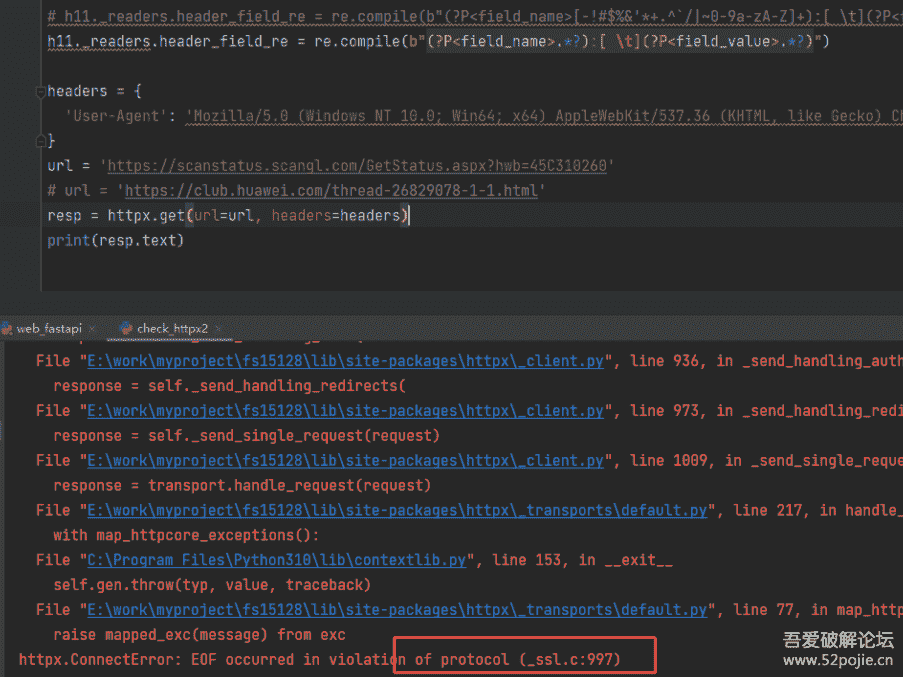 # h11._readers.header_field_re = re.compile(b"(?P<field_name>[-!#$%&'*+.^`/|~0-9a-zA-Z]+):[ \t](?P<
h11._readers.header_field_re = re.compile(b"(?P<field_name>.*?):[ \t](?P<field_value>.*?)")
headers = {
'User-Agent': 'Mozilla/5.0 (Windows NT 10.0; Win64; x64) AppleWebKit/537.36 (KHTML, like Gecko)
}
url = 'https://scanstatus.scanql.com/GetStatus.aspx?hwb=45C310260'
# url = 'https://club.huawei.com/thread-26829078-1-1.html'
resp = httpx.get(url=url, headers=headers)
print(resp.text)
web_fastapi × check_httpx2 ×
File "E:\work\myproject\fs15128\lib\site-packages\httpx\_client.py", line 936, in _send_handling_auth
response = self._send_handling_redirects(
File "E:\work\myproject\fs15128\lib\site-packages\httpx\_client.py", line 973, in _send_handling_redi
response = self._send_single_request(request)
File "E:\work\myproject\fs15128\lib\site-packages\httpx\_client.py", line 1009, in _send_single_reque
response = transport.handle_request(request)
File "E:\work\myproject\fs15128\lib\site-packages\httpx\_transports\default.py", line 217, in handle_
with map_httpcore_exceptions():
File "C:\Program Files\Python310\lib\contextlib.py", line 153, in __exit__
self.gen.throw(typ, value, traceback)
File "E:\work\myproject\fs15128\lib\site-packages\httpx\_transports\default.py", line 77, in map_http
raise mapped_exc(message) from exc
httpx.ConnectError: EOF occurred in violation of protocol (_ssl.c:997)
吾爱破解论坛
www.52pojie.cn